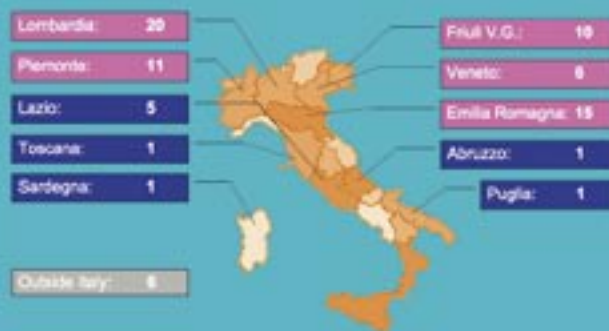 Lombardia: 20
Piemonte: 11
Lazio: 5
Toscana: 1
Sardegna: 1
Outside Italy: 6
Friuli V.G.: 10
Veneto: 6
Emilia Romagna: 15
Abruzzo: 1
Puglia: 1